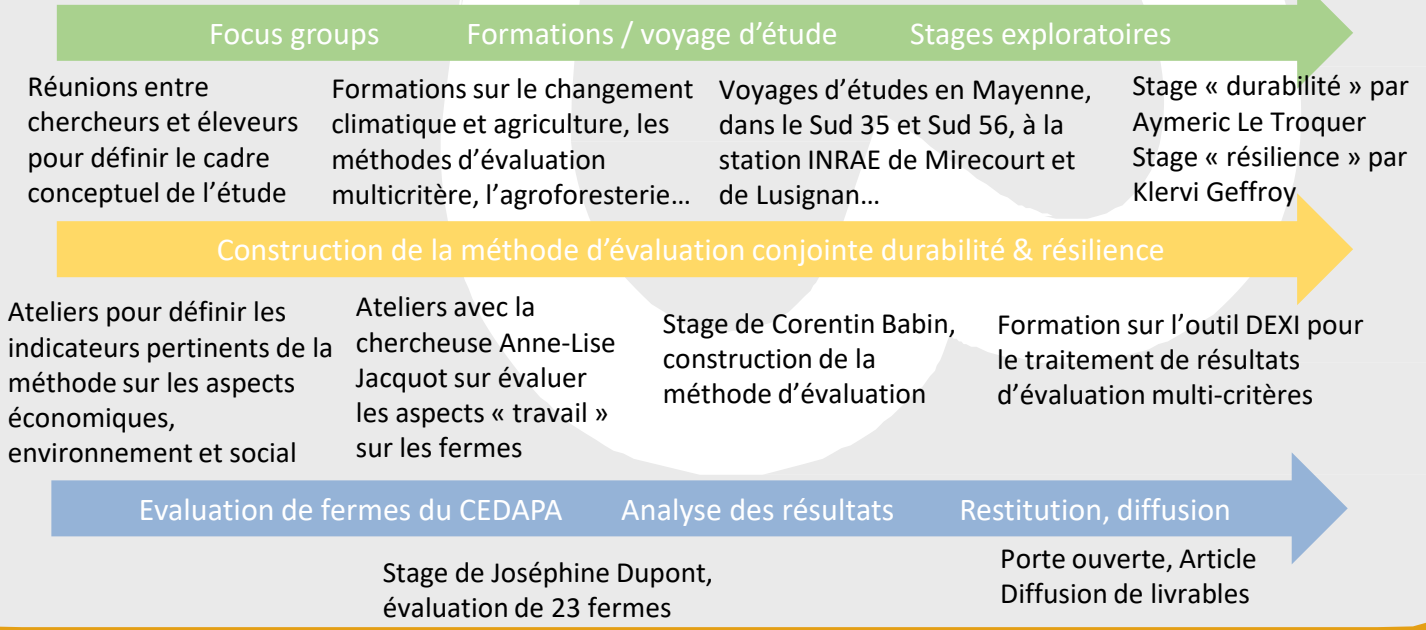 Focus groups Formations / voyage d’étude Stages exploratoires
Réunions entre
chercheurs et éleveurs
pour définir le cadre
conceptuel de l’étude
Formations sur le changement
climatique et agriculture, les
méthodes d’évaluation
multicritère, l’agroforesterie…
Voyages d’études en Mayenne,
dans le Sud 35 et Sud 56, à la
station INRAE de Mirecourt et
de Lusignan…
Stage « durabilité » par
Aymeric Le Troquer
Stage « résilience » par
Klervi Geffroy
Construction de la méthode d’évaluation conjointe durabilité & résilience
Ateliers pour définir les
indicateurs pertinents de la
méthode sur les aspects
économiques,
environnement et social
Ateliers avec la
chercheuse Anne-Lise
Jacquot sur évaluer
les aspects « travail »
sur les fermes
Stage de Corentin Babin,
construction de la
méthode d’évaluation
Formation sur l’outil DEXI pour
le traitement de résultats
d’évaluation multi-critères
Evaluation de fermes du CEDAPA Analyse des résultats Restitution, diffusion
Stage de Joséphine Dupont,
évaluation de 23 fermes
Porte ouverte, Article
Diffusion de livrables